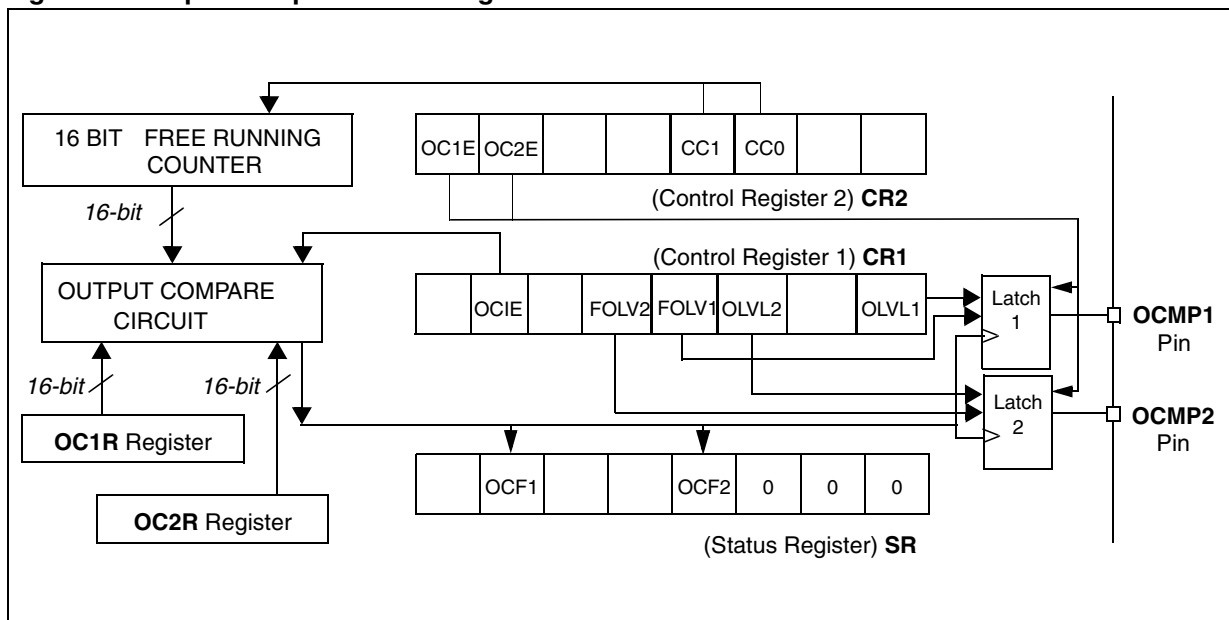 16 BIT FREE RUNNING
COUNTER
OC1E OC2E CC1 CC0
(Control Register 2) CR2
16-bit
(Control Register 1) CR1
OUTPUT COMPARE
CIRCUIT
OCIE FOLV2 FOLV1 OLVL2 OLVL1
Latch
1
OCMP1
Pin
16-bit
16-bit
Latch
2
OCMP2
Pin
OC1R Register
OCF1 OCF2 0 0 0
OC2R Register
(Status Register) SR